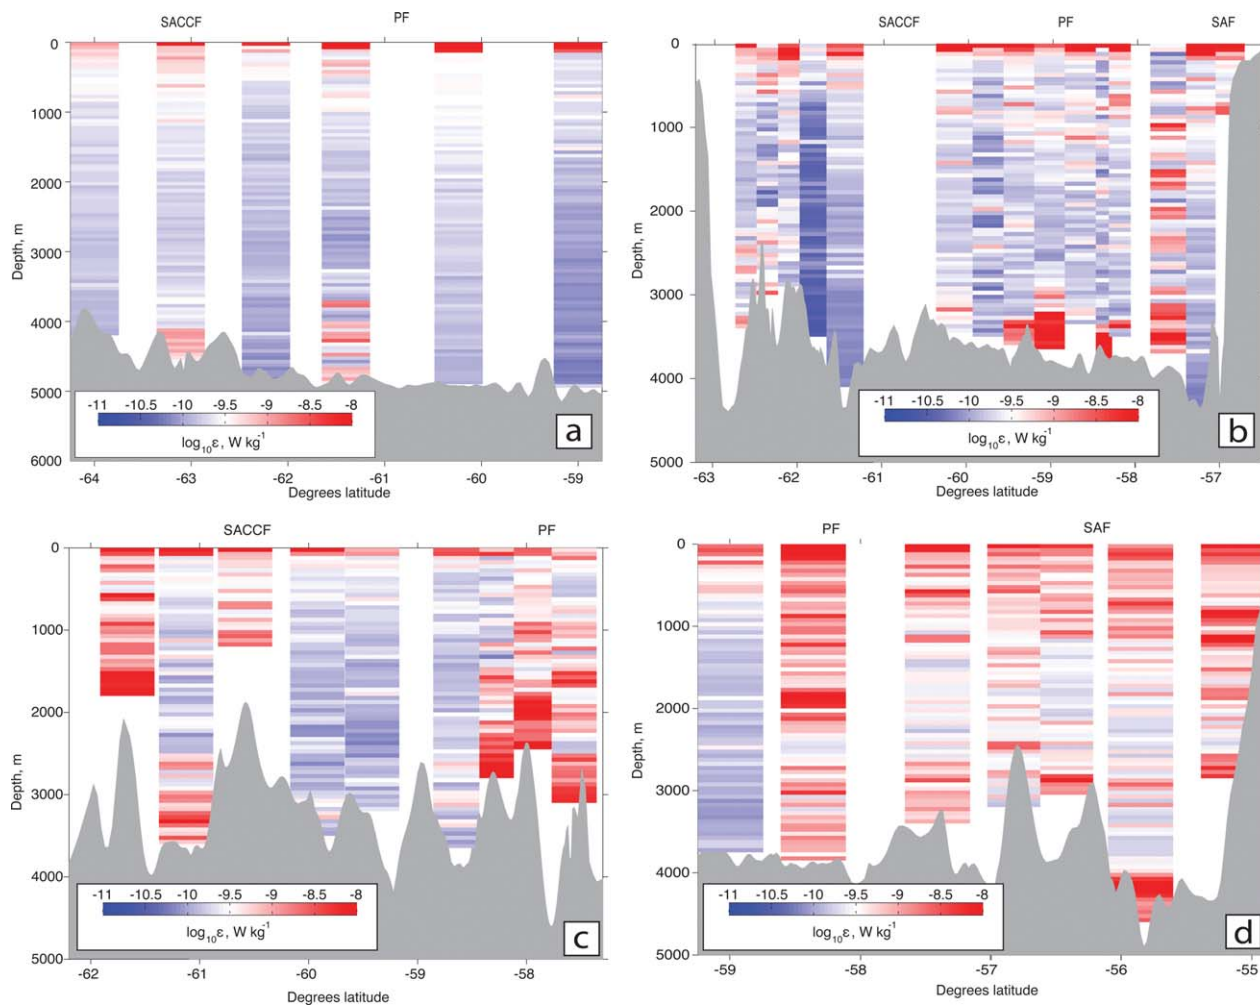 SACCF PF
0
1000
2000
3000
4000
5000
6000
Depth, m
-11 -10.5 -10 -9.5 -9 -8.5 -8
log10ε, W kg-1
a
-64 -63 -62 -61 -60 -59
Degrees latitude
SACCF PF SAF
0
1000
2000
3000
4000
5000
Depth, m
-11 -10.5 -10 -9.5 -9 -8.5 -8
log10ε, W kg-1
b
-63 -62 -61 -60 -59 -58 -57
Degrees latitude
SACCF PF
0
1000
2000
3000
4000
5000
Depth, m
-11 -10.5 -10 -9.5 -9 -8.5 -8
log10ε, W kg-1
c
-62 -61 -60 -59 -58
Degrees latitude
PF SAF
0
1000
2000
3000
4000
5000
Depth, m
-11 -10.5 -10 -9.5 -9 -8.5 -8
log10ε, W kg-1
d
-59 -58 -57 -56 -55
Degrees latitude